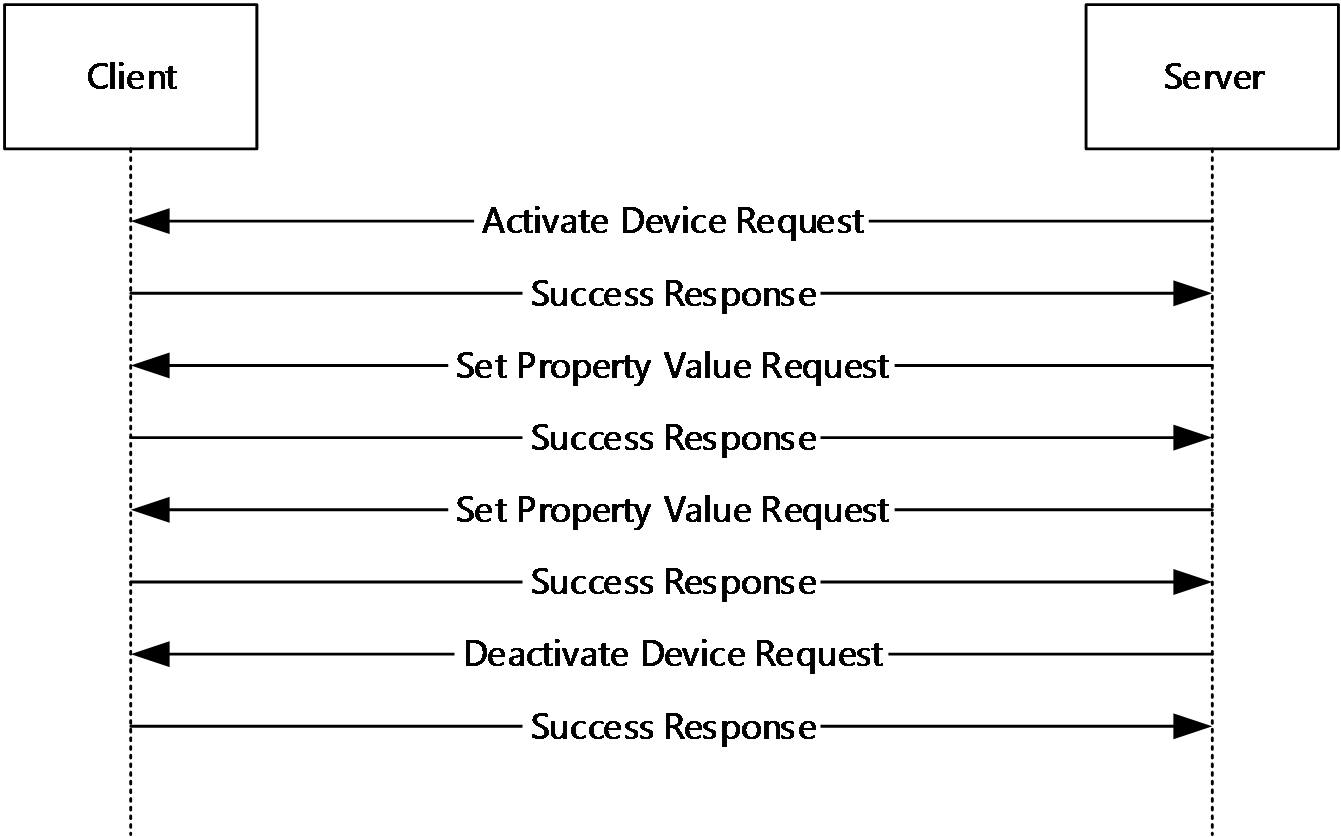 Client
Server
Activate Device Request
Success Response
Set Property Value Request
Success Response
Set Property Value Request
Success Response
Deactivate Device Request
Success Response